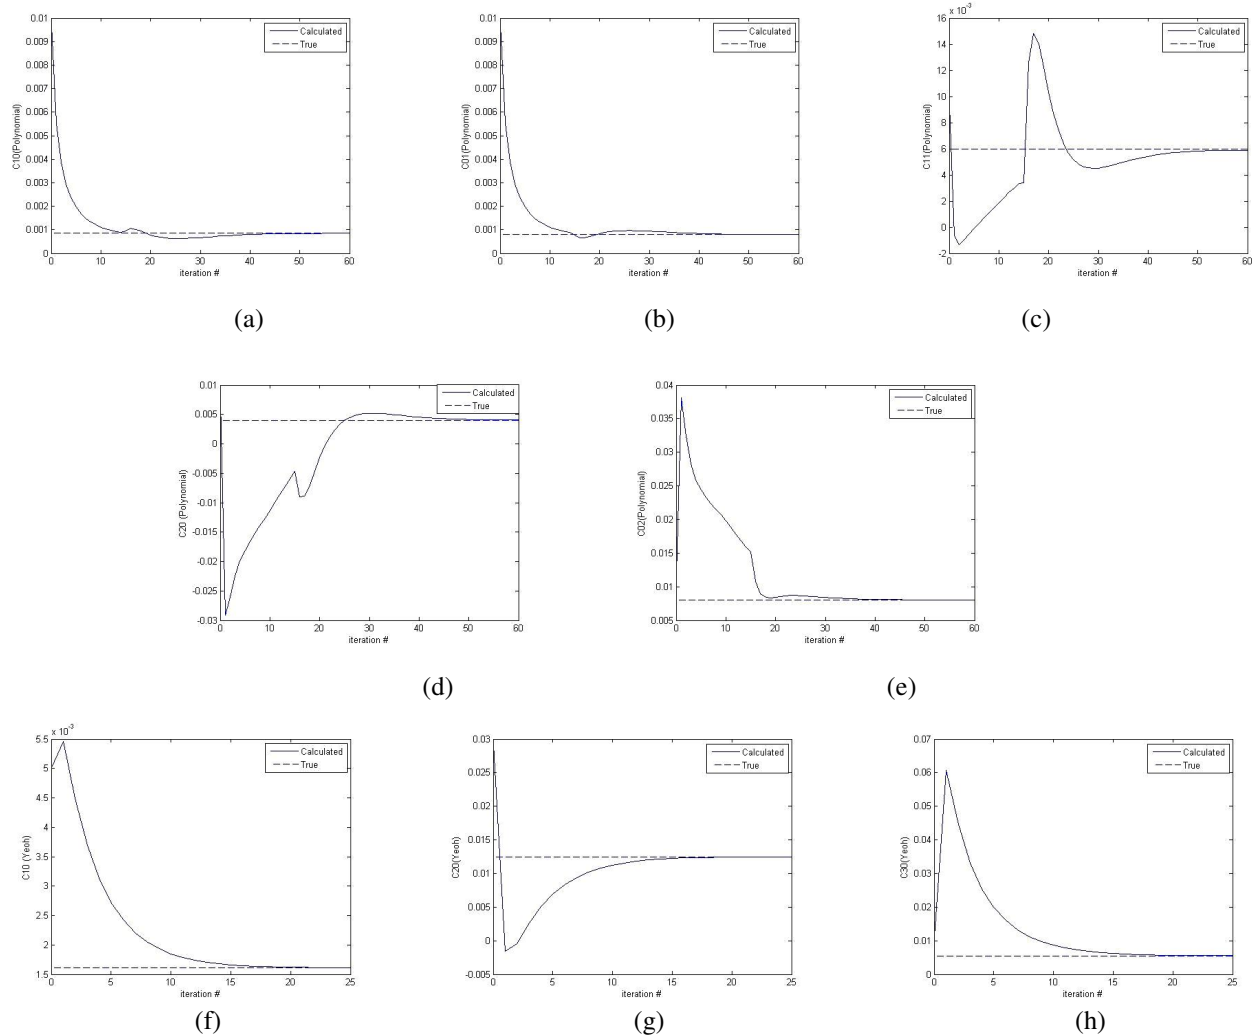 0.01
0.009
0.008
0.007
0.006
0.005
0.004
0.003
0.002
0.001
0
0 10 20 30 40 50 60
C10(Polynomial)
iteration #
Calculated
True
(a)
0.01
0.009
0.008
0.007
0.006
0.005
0.004
0.003
0.002
0.001
0
0 10 20 30 40 50 60
C01(Polynomial)
iteration #
Calculated
True
(b)
x 10⁻³
16
14
12
10
8
6
4
2
0
-2
0 10 20 30 40 50 60
C11(Polynomial)
iteration #
Calculated
True
(c)
0.01
0.005
0
-0.005
-0.01
-0.015
-0.02
-0.025
-0.03
0 10 20 30 40 50 60
C20 (Polynomial)
iteration #
Calculated
True
(d)
0.04
0.035
0.03
0.025
0.02
0.015
0.01
0.005
0 10 20 30 40 50 60
C02(Polynomial)
iteration #
Calculated
True
(e)
x 10⁻³
5.5
5
4.5
4
3.5
3
2.5
2
1.5
0 5 10 15 20 25
C10 (Yeoh)
iteration #
Calculated
True
(f)
0.03
0.025
0.02
0.015
0.01
0.005
0
-0.005
0 5 10 15 20 25
C20(Yeoh)
iteration #
Calculated
True
(g)
0.07
0.06
0.05
0.04
0.03
0.02
0.01
0
0 5 10 15 20 25
C30(Yeoh)
iteration #
Calculated
True
(h)